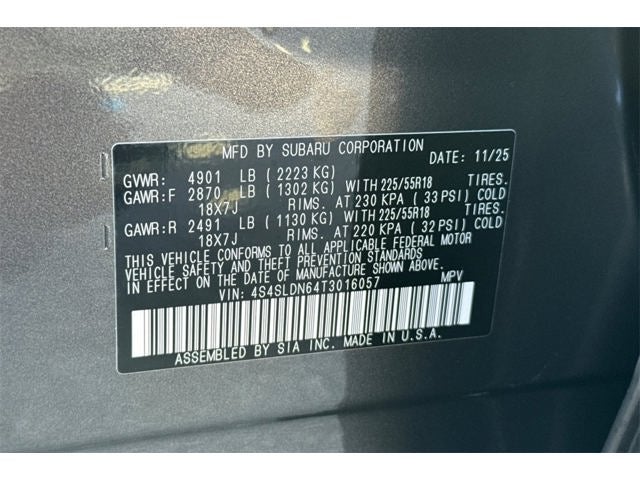 MFD BY SUBARU CORPORATION DATE: 11/25
GVWR: 4901 LB (2223 KG)
GAWR:F 2870 LB (1302 KG) WITH 225/55R18 TIRES.
18X7J RIMS. AT 230 KPA (33 PSI) COLD
GAWR:R 2491 LB (1130 KG) WITH 225/55R18 TIRES.
18X7J RIMS. AT 220 KPA (32 PSI) COLD
THIS VEHICLE CONFORMS TO ALL APPLICABLE FEDERAL MOTOR
VEHICLE SAFETY AND THEFT PREVENTION STANDARDS
IN EFFECT ON THE DATE OF MANUFACTURE SHOWN ABOVE.
VIN: 4S4SLDN64T3016057 MPV
ASSEMBLED BY SIA INC. MADE IN U.S.A.